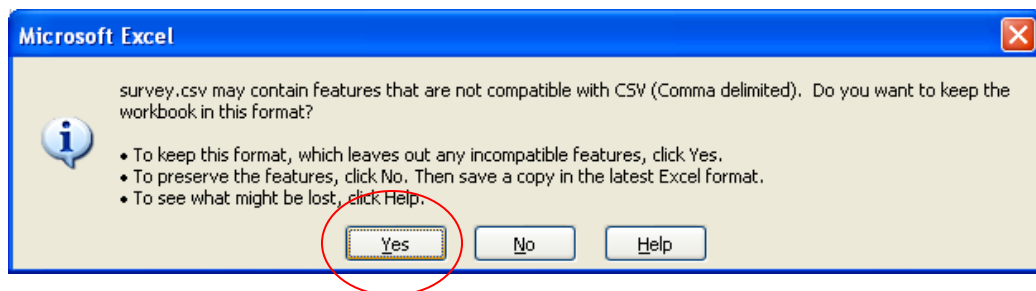 Microsoft Excel
survey.csv may contain features that are not compatible with CSV (Comma delimited).  Do you want to keep the
workbook in this format?
• To keep this format, which leaves out any incompatible features, click Yes.
• To preserve the features, click No. Then save a copy in the latest Excel format.
• To see what might be lost, click Help.
Yes No Help